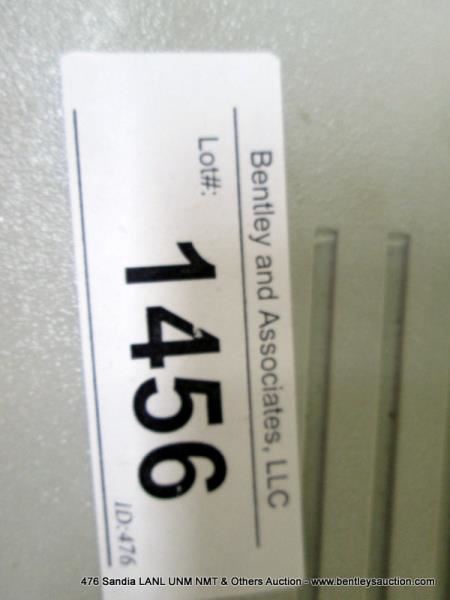 Bentley and Associates, LLC
Lot#:
1456
ID:476
476 Sandia LANL UNM NMT & Others Auction - www.bentleysauction.com